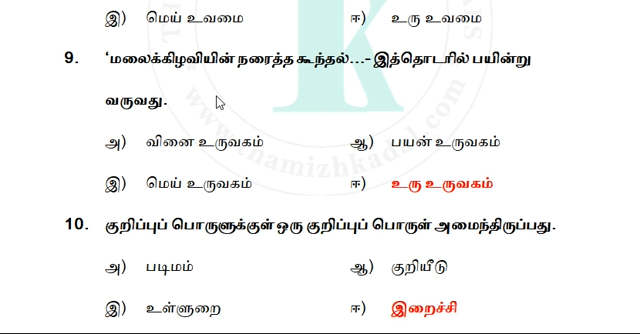 இ) மெய் உவமை ஈ) உரு உவமை
9. ‘மலைக்கிழவியின் நரைத்த கூந்தல்...- இத்தொடரில் பயின்று
வருவது.
அ) வினை உருவகம் ஆ) பயன் உருவகம்
இ) மெய் உருவகம் ஈ) உரு உருவகம்
10. குறிப்புப் பொருளுக்குள் ஒரு குறிப்புப் பொருள் அமைந்திருப்பது.
அ) படிமம் ஆ) குறியீடு
இ) உள்ளுறை ஈ) இறைச்சி